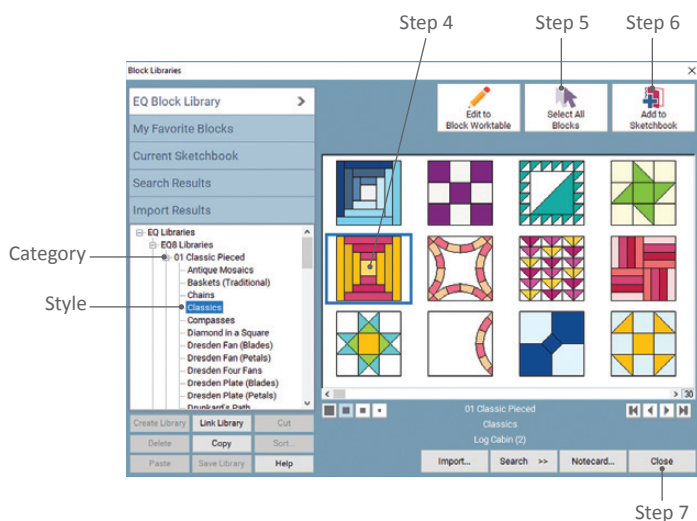 Step 4
Step 5
Step 6
Block Libraries
EQ Block Library
My Favorite Blocks
Current Sketchbook
Search Results
Import Results
Edit to
Block Worktable
Select All
Blocks
Add to
Sketchbook
Category
Style
EQ Libraries
EQ8 Libraries
01 Classic Pieced
Antique Mosaics
Baskets (Traditional)
Chains
Classics
Compasses
Diamond in a Square
Dresden Fan (Blades)
Dresden Fan (Petals)
Dresden Four Fans
Dresden Plate (Blades)
Dresden Plate (Petals)
Drunkard's Path
30
01 Classic Pieced
Classics
Log Cabin (2)
Create Library Link Library Cut
Delete Copy Sort...
Paste Save Library Help
Import... Search >> Notecard... Close
Step 7